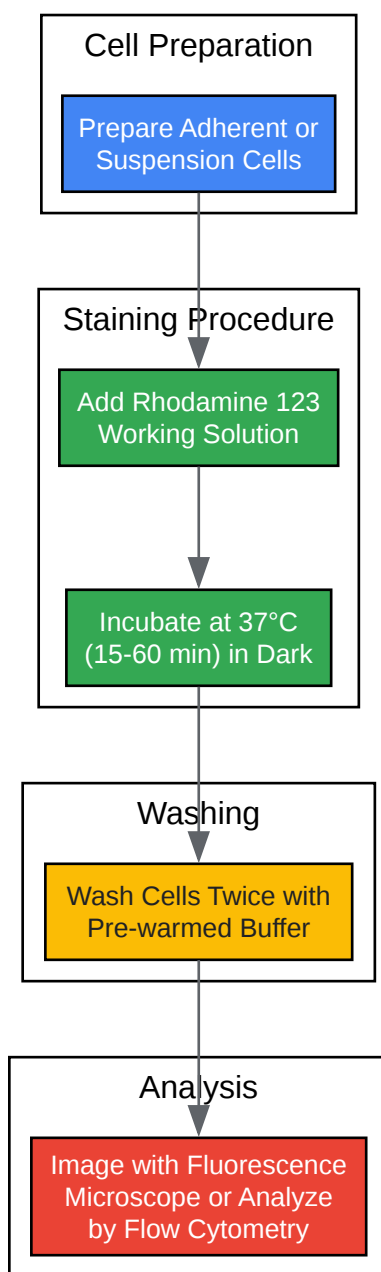 Cell Preparation
Prepare Adherent or
Suspension Cells
Staining Procedure
Add Rhodamine 123
Working Solution
Incubate at 37°C
(15-60 min) in Dark
Washing
Wash Cells Twice with
Pre-warmed Buffer
Analysis
Image with Fluorescence
Microscope or Analyze
by Flow Cytometry